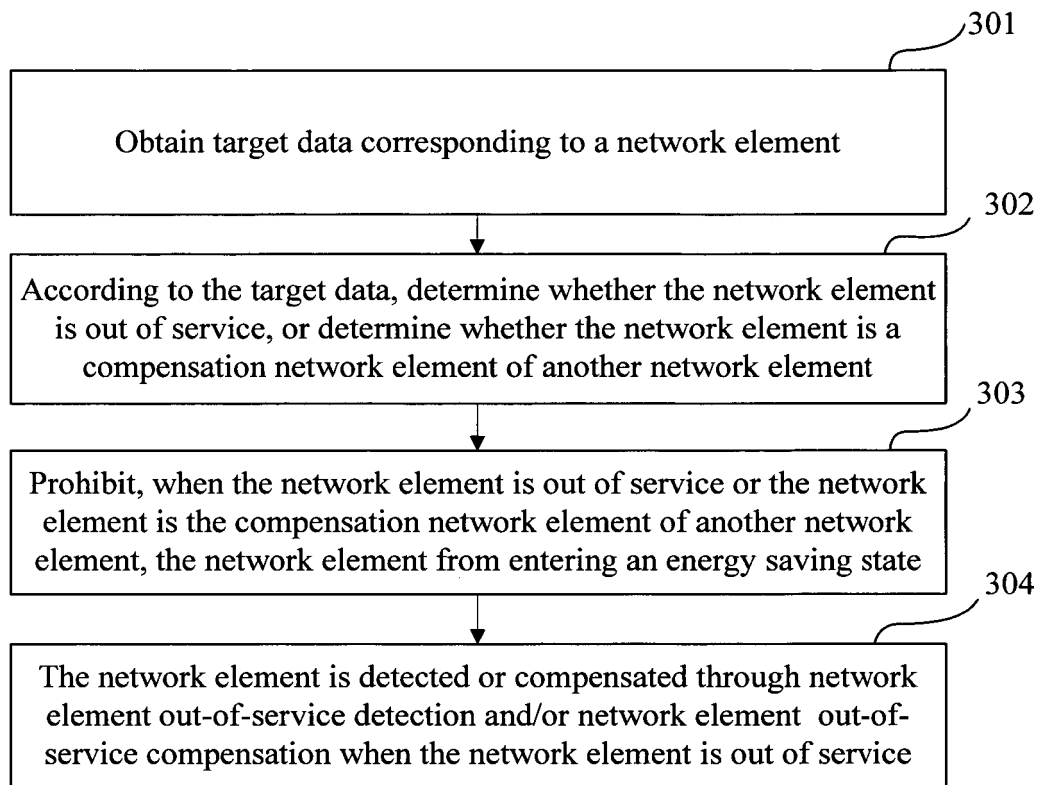 301
Obtain target data corresponding to a network element
302
According to the target data, determine whether the network element
is out of service, or determine whether the network element is a
compensation network element of another network element
303
Prohibit, when the network element is out of service or the network
element is the compensation network element of another network
element, the network element from entering an energy saving state
304
The network element is detected or compensated through network
element out-of-service detection and/or network element out-of-
service compensation when the network element is out of service